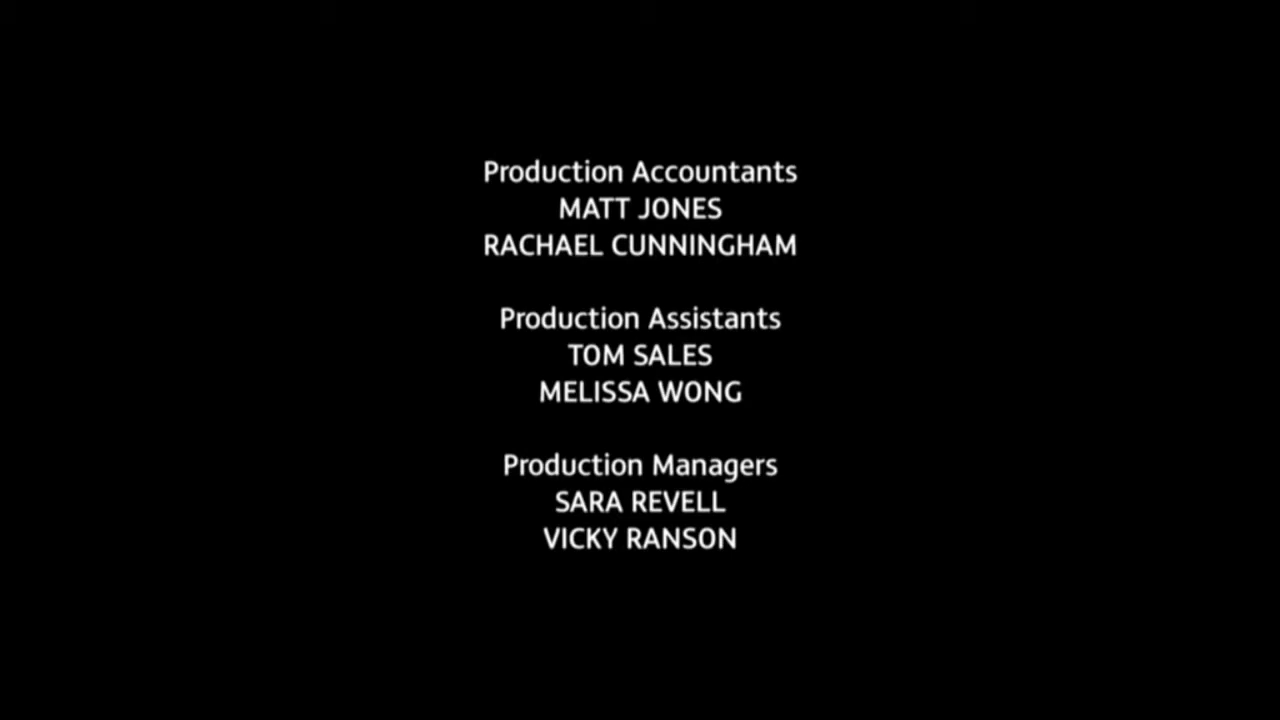 Production Accountants
MATT JONES
RACHAEL CUNNINGHAM
Production Assistants
TOM SALES
MELISSA WONG
Production Managers
SARA REVELL
VICKY RANSON